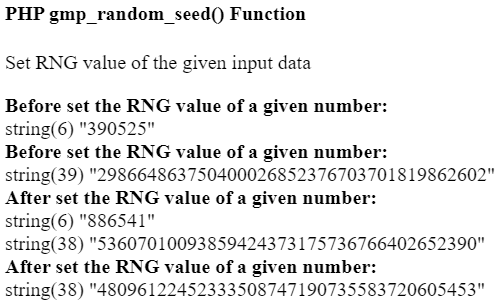 PHP gmp_random_seed() Function
Set RNG value of the given input data
Before set the RNG value of a given number:
string(6) "390525"
Before set the RNG value of a given number:
string(39) "298664863750400026852376703701819862602"
After set the RNG value of a given number:
string(6) "886541"
string(38) "53607010093859424373175736766402652390"
After set the RNG value of a given number:
string(38) "48096122452333508747190735583720605453"